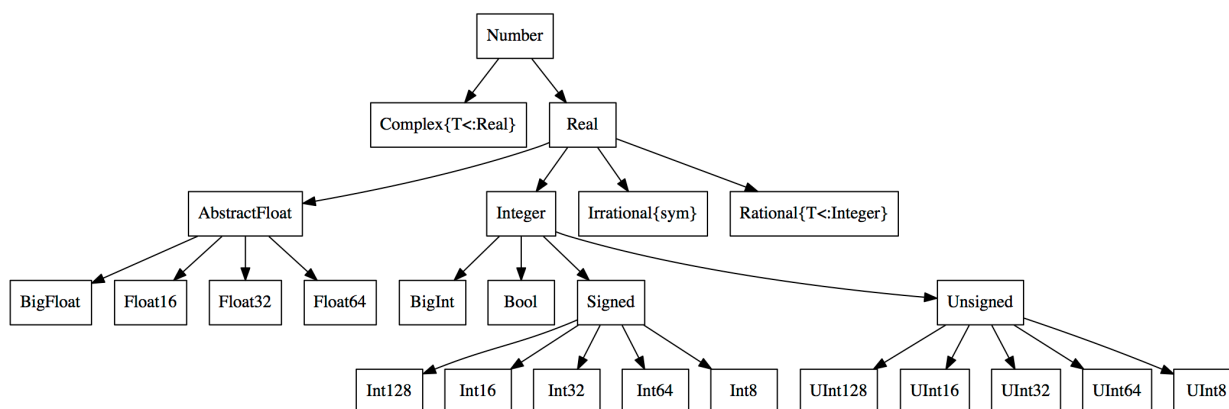 Number
Complex{T<:Real}
Real
AbstractFloat
Integer
Irrational{sym}
Rational{T<:Integer}
BigFloat
Float16
Float32
Float64
BigInt
Bool
Signed
Unsigned
Int128
Int16
Int32
Int64
Int8
UInt128
UInt16
UInt32
UInt64
UInt8